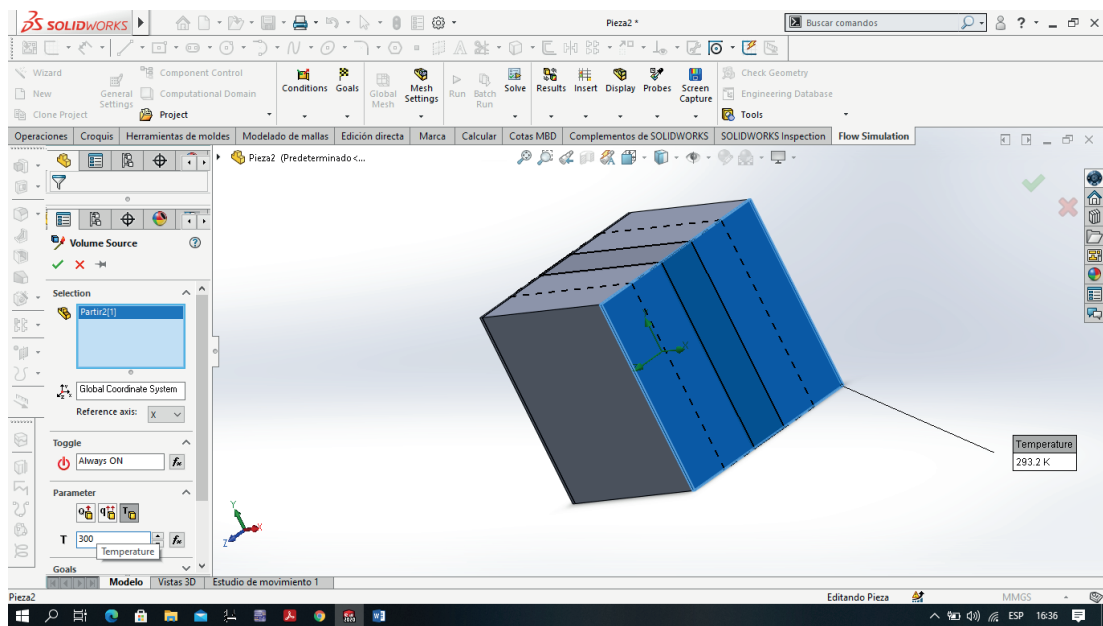 SOLIDWORKS
Pieza2 *
Buscar comandos
Wizard
New
Clone Project
General Settings
Component Control
Computational Domain
Project
Conditions
Goals
Global Mesh
Mesh Settings
Run
Batch Run
Solve
Results
Insert
Display
Probes
Screen Capture
Check Geometry
Engineering Database
Tools
Operaciones
Croquis
Herramientas de moldes
Modelado de mallas
Edición directa
Marca
Calcular
Cotas MBD
Complementos de SOLIDWORKS
SOLIDWORKS Inspection
Flow Simulation
Pieza2 (Predeterminado<...
Volume Source
Selection
Partir2[1]
Global Coordinate System
Reference axis:
X
Toggle
Always ON
Parameter
T
300
Temperature
Goals
Temperature
293.2 K
Y
X
Z
Modelo
Vistas 3D
Estudio de movimiento 1
Pieza2
Editando Pieza
MMGS
ESP
16:36